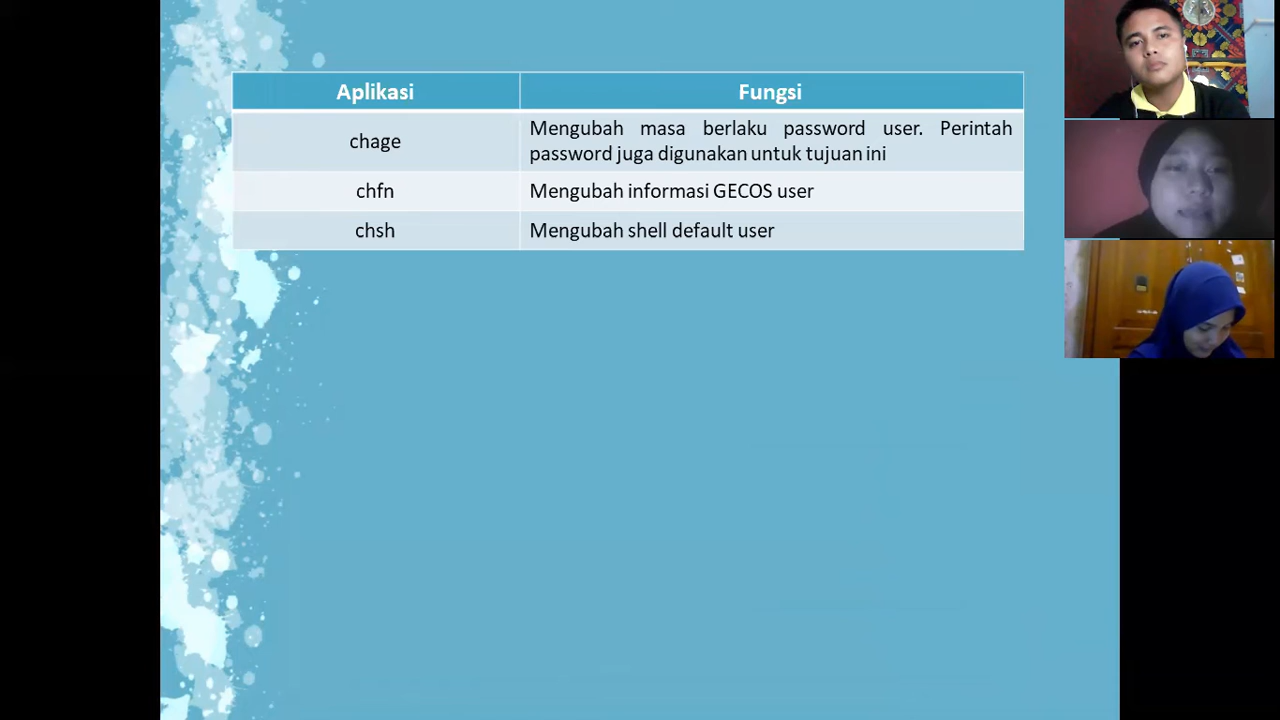 Aplikasi Fungsi
chage
Mengubah masa berlaku password user. Perintah
password juga digunakan untuk tujuan ini
chfn Mengubah informasi GECOS user
chsh Mengubah shell default user